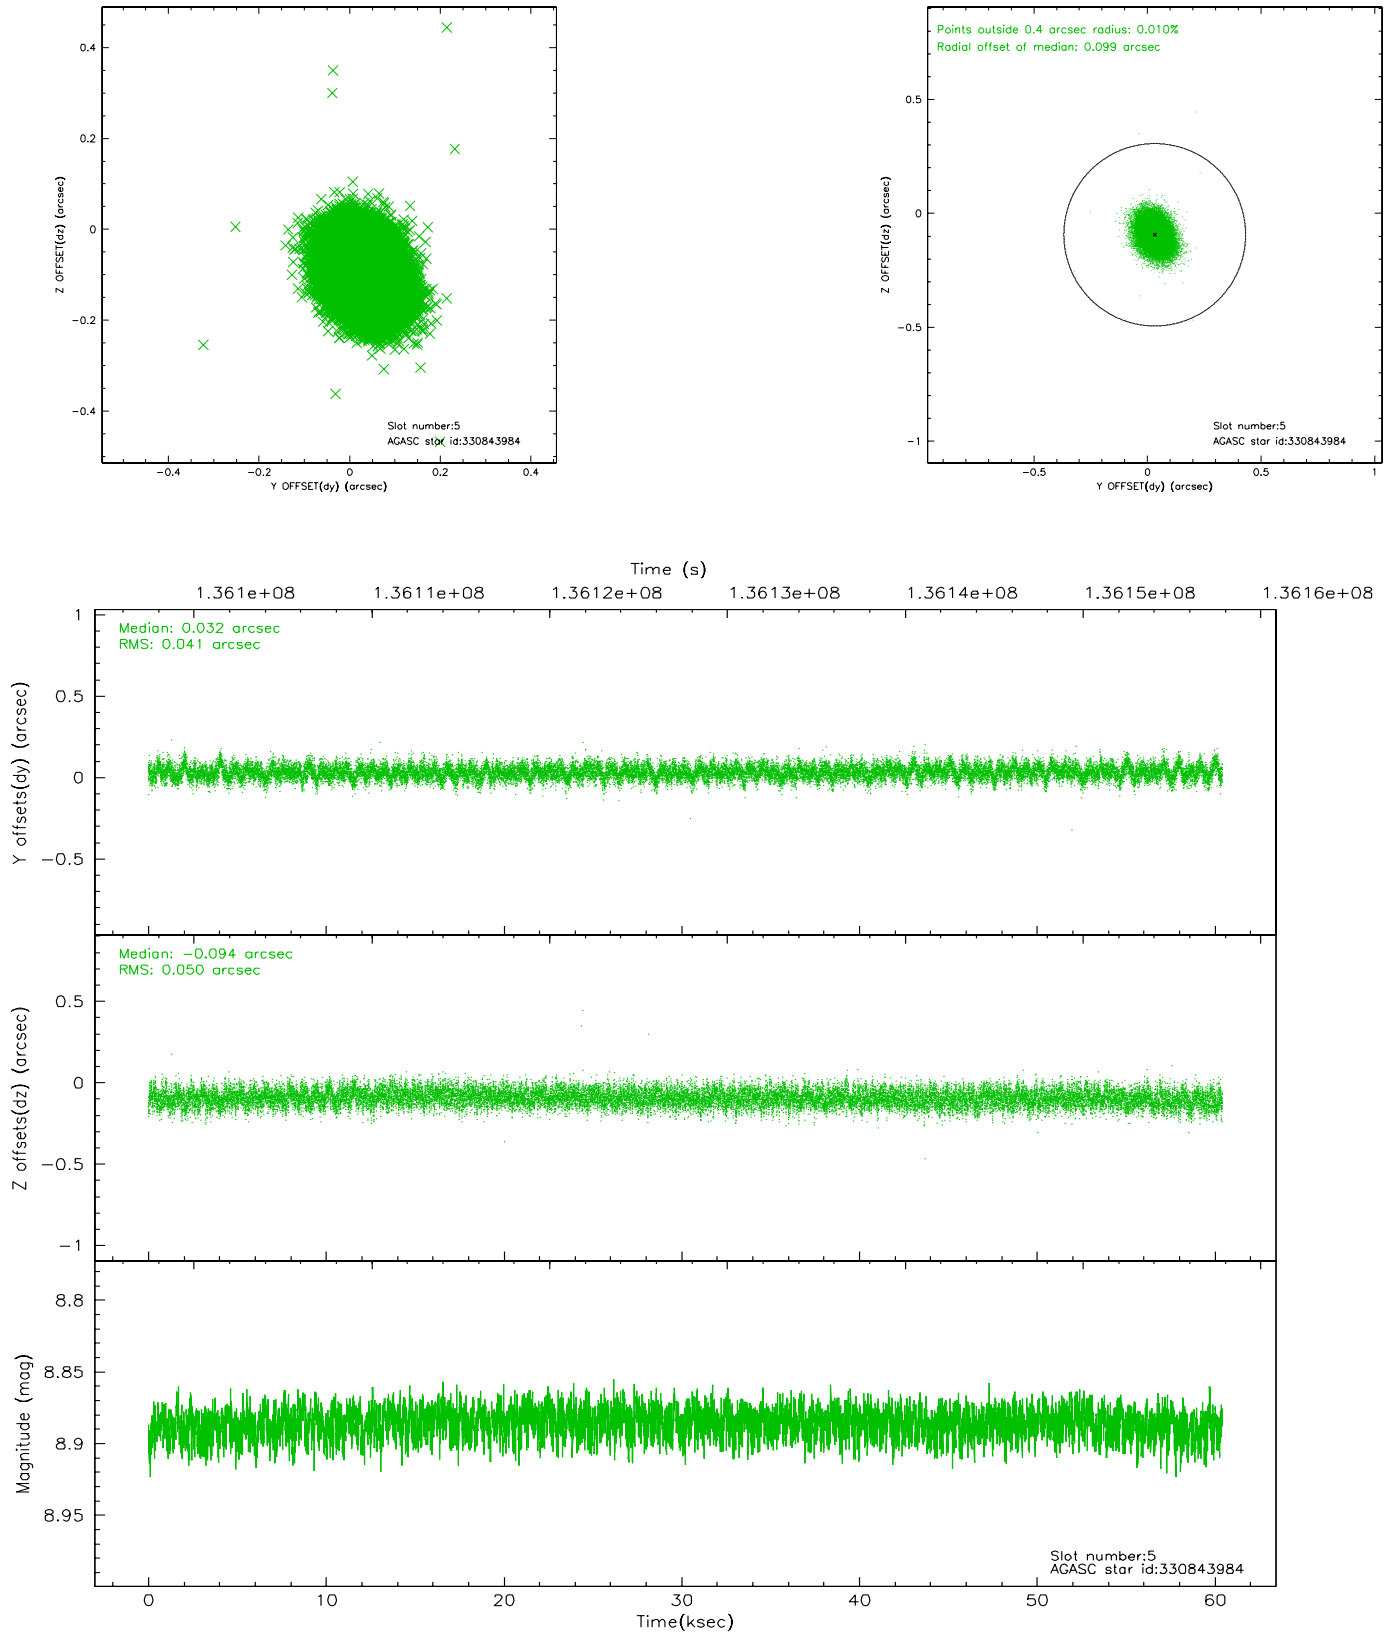 0.4
0.2
0
−0.2
−0.4
Z OFFSET(dz) (arcsec)
Slot number:5
AGASC star id:330843984
−0.4
−0.2
0
0.2
0.4
Y OFFSET(dy) (arcsec)
Points outside 0.4 arcsec radius: 0.010%
Radial offset of median: 0.099 arcsec
0.5
0
−0.5
−1
Z OFFSET(dz) (arcsec)
Slot number:5
AGASC star id:330843984
−0.5
0
0.5
1
Y OFFSET(dy) (arcsec)
Time (s)
1.361e+08
1.3611e+08
1.3612e+08
1.3613e+08
1.3614e+08
1.3615e+08
1.3616e+08
Median: 0.032 arcsec
RMS: 0.041 arcsec
1
0.5
0
−0.5
Y offsets(dy) (arcsec)
Median: −0.094 arcsec
RMS: 0.050 arcsec
0.5
0
−0.5
−1
Z offsets(dz) (arcsec)
8.8
8.85
8.9
8.95
Magnitude (mag)
Slot number:5
AGASC star id:330843984
0
10
20
30
40
50
60
Time(ksec)